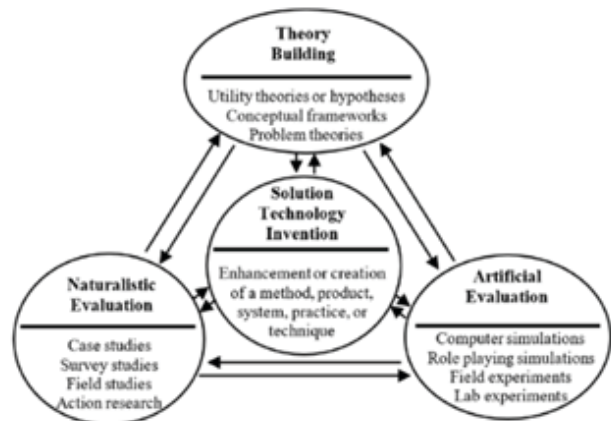 Theory
Building
Utility theories or hypotheses
Conceptual frameworks
Problem theories
Solution
Technology
Invention
Enhancement or creation
of a method, product,
system, practice, or
technique
Naturalistic
Evaluation
Case studies
Survey studies
Field studies
Action research
Artificial
Evaluation
Computer simulations
Role playing simulations
Field experiments
Lab experiments